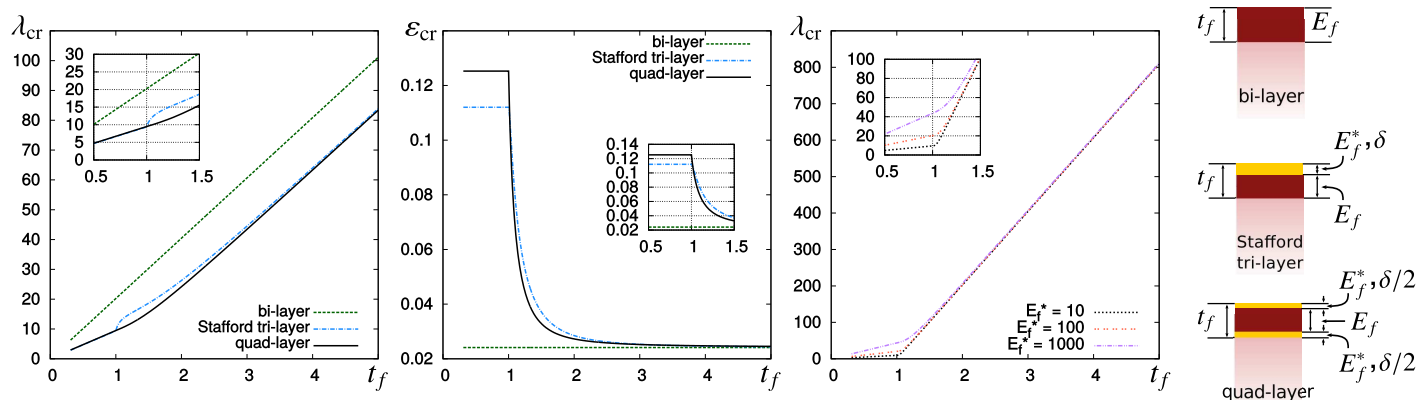 λcr
100
90
80
70
60
50
40
30
20
10
0
0 1 2 3 4 tf
30
25
20
15
10
5
0
0.5 1 1.5
bi-layer
Stafford tri-layer
quad-layer
εcr
0.12
0.1
0.08
0.06
0.04
0.02
0 1 2 3 4 tf
bi-layer
Stafford tri-layer
quad-layer
0.14
0.12
0.1
0.08
0.06
0.04
0.02
0.5 1 1.5
λcr
800
700
600
500
400
300
200
100
0
0 1 2 3 4 tf
100
80
60
40
20
0
0.5 1 1.5
Ef* = 10
Ef* = 100
Ef* = 1000
tf Ef
bi-layer
Ef*, δ
tf
Ef
Stafford
tri-layer
Ef*, δ/2
tf Ef
Ef*, δ/2
quad-layer